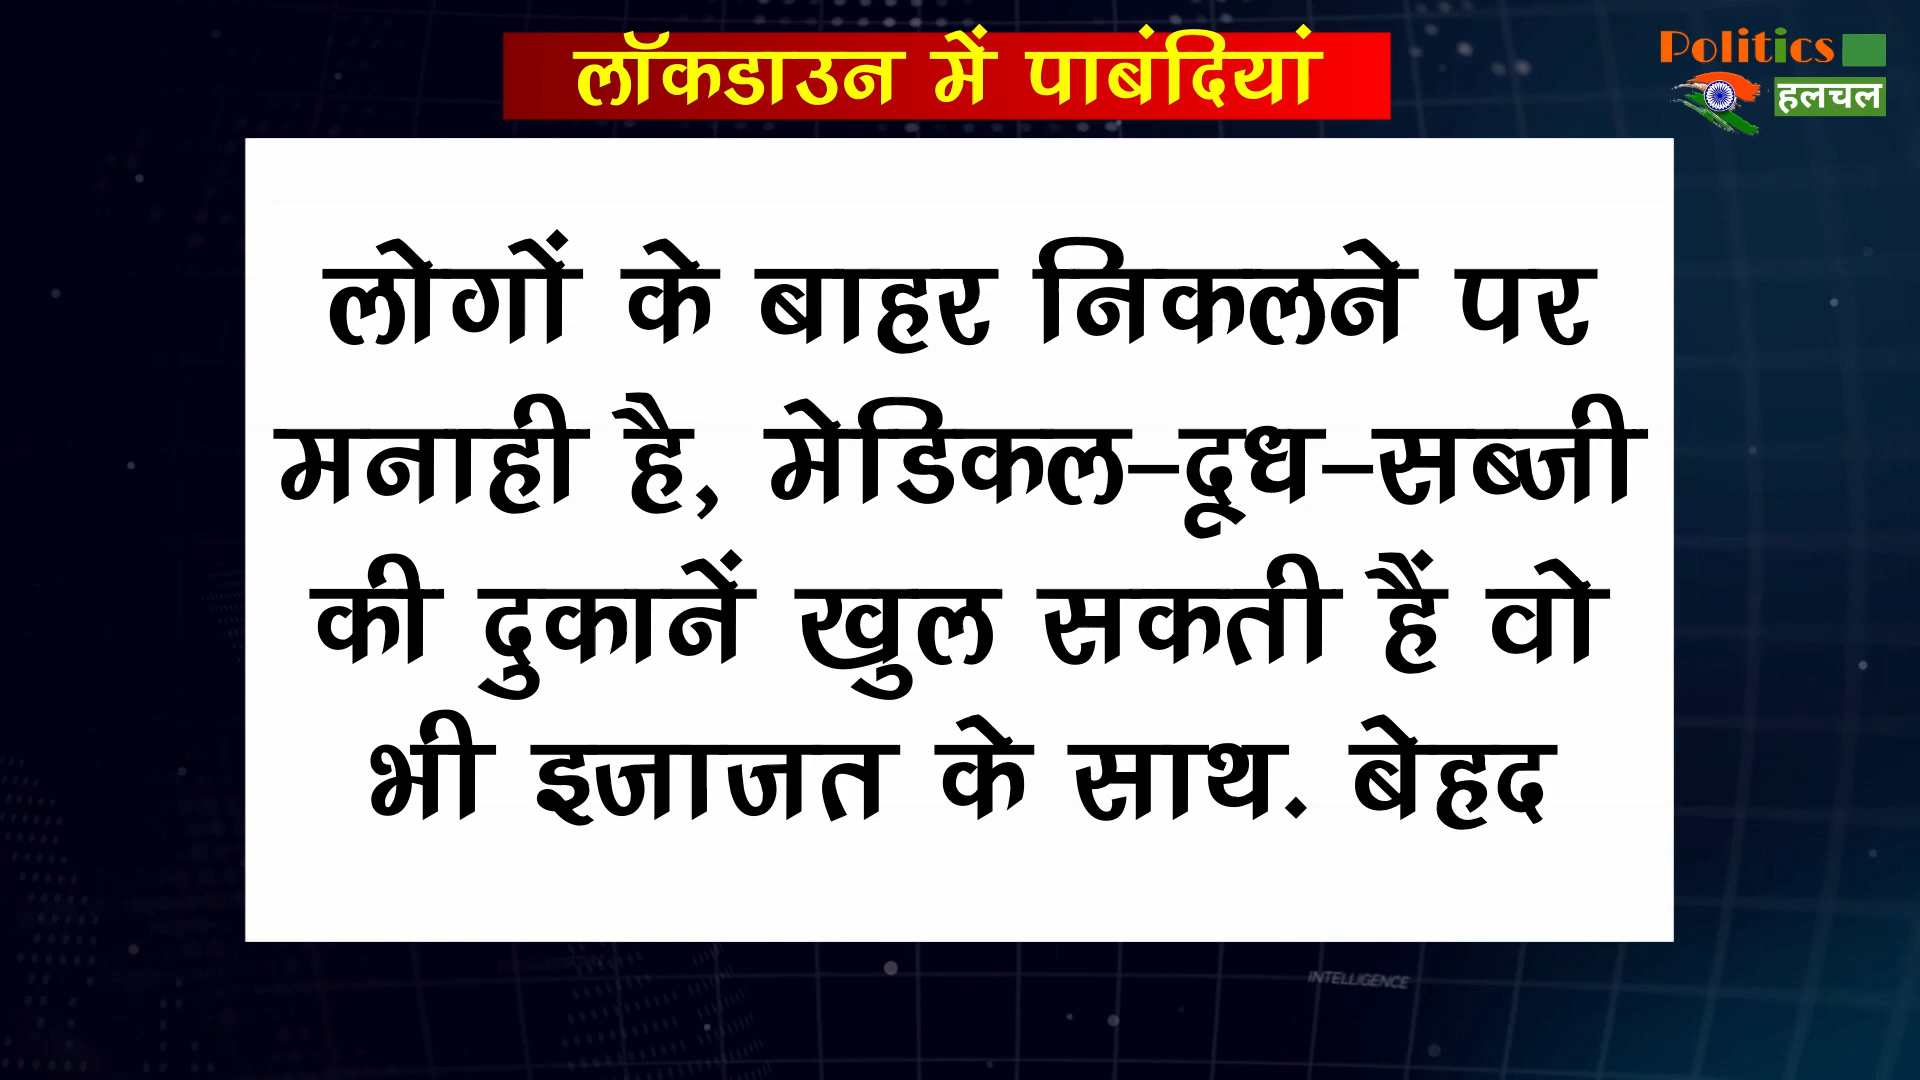 लॉकडाउन में पाबंदियां
Politics
हलचल
लोगों के बाहर निकलने पर
मनाही है, मेडिकल-दूध-सब्जी
की दुकानें खुल सकती हैं वो
भी इजाजत के साथ. बेहद
INTELLIGENCE